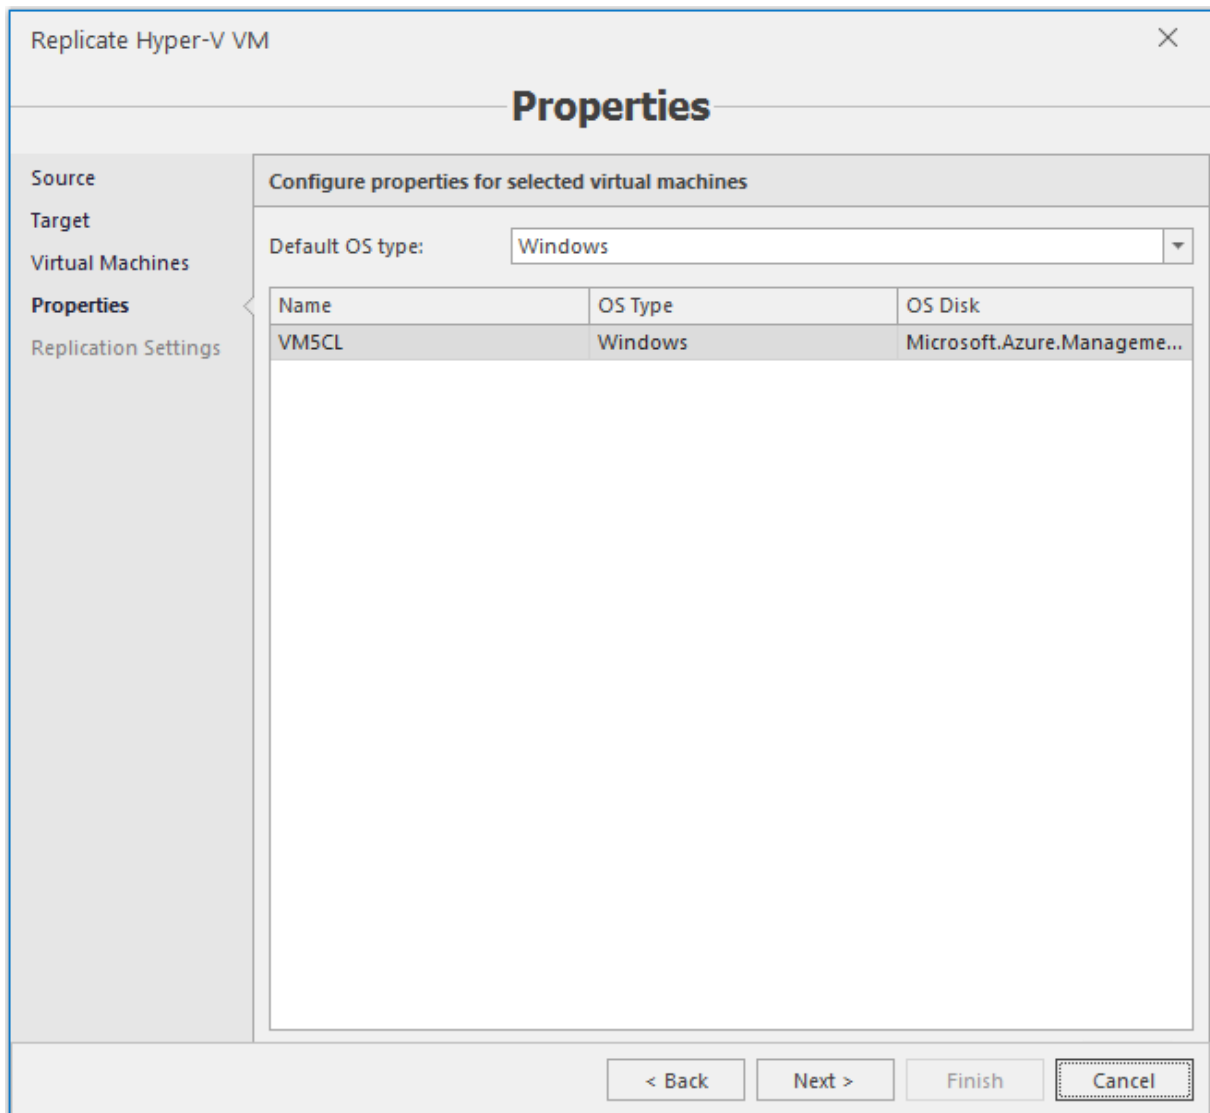 Replicate Hyper-V VM
Properties
Source
Target
Virtual Machines
Properties
Replication Settings
Configure properties for selected virtual machines
Default OS type: Windows
Name OS Type OS Disk
VM5CL Windows Microsoft.Azure.Manageme...
< Back Next > Finish Cancel